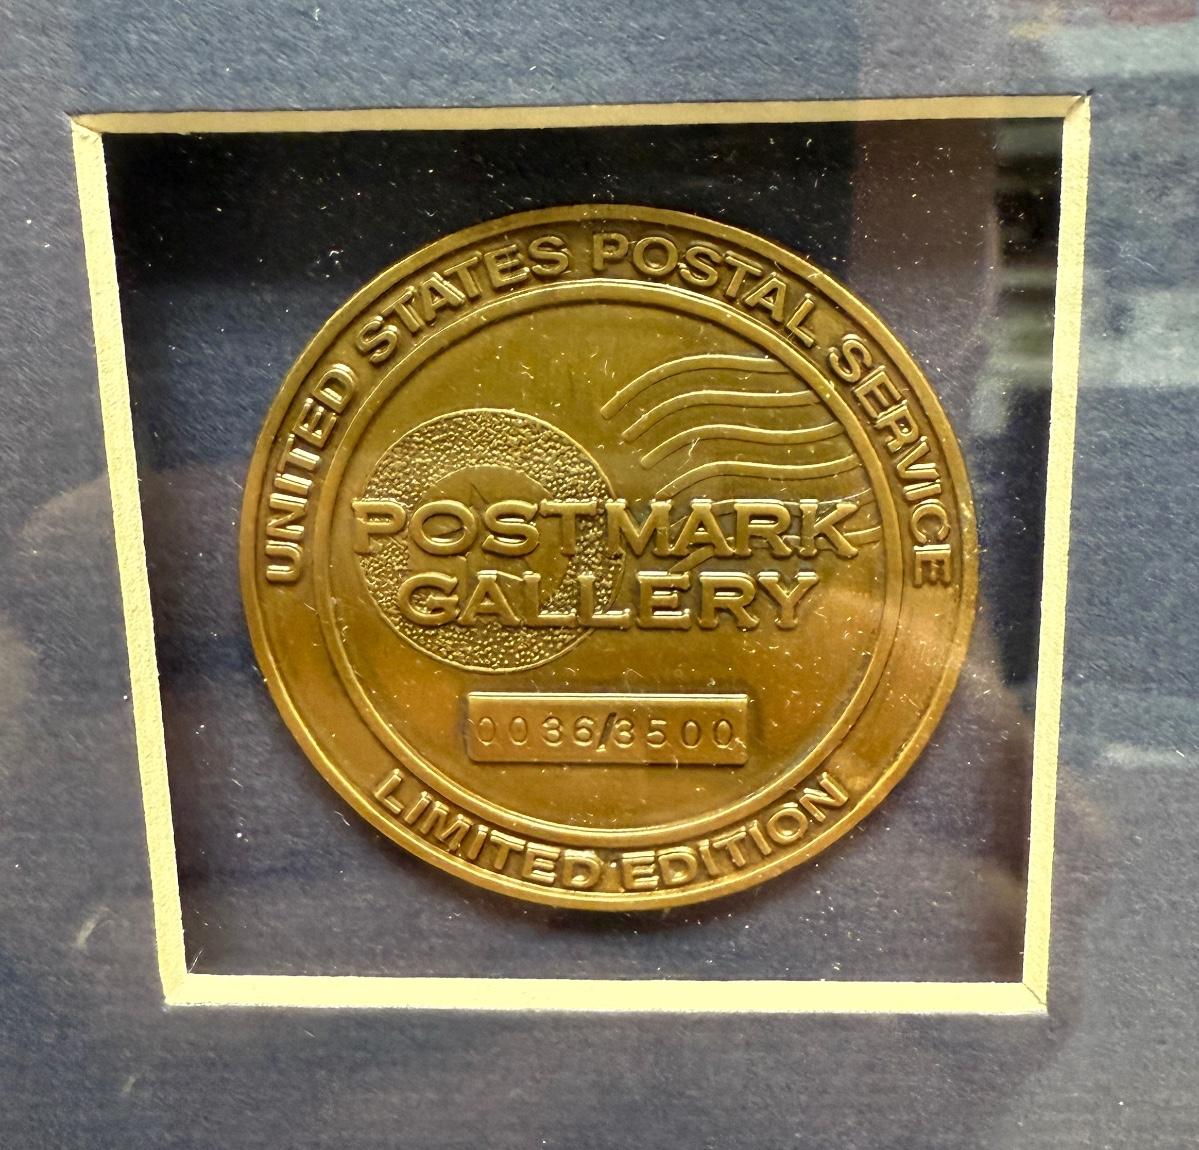 UNITED STATES POSTAL SERVICE
POSTMARK
GALLERY
0036/3500
LIMITED EDITION